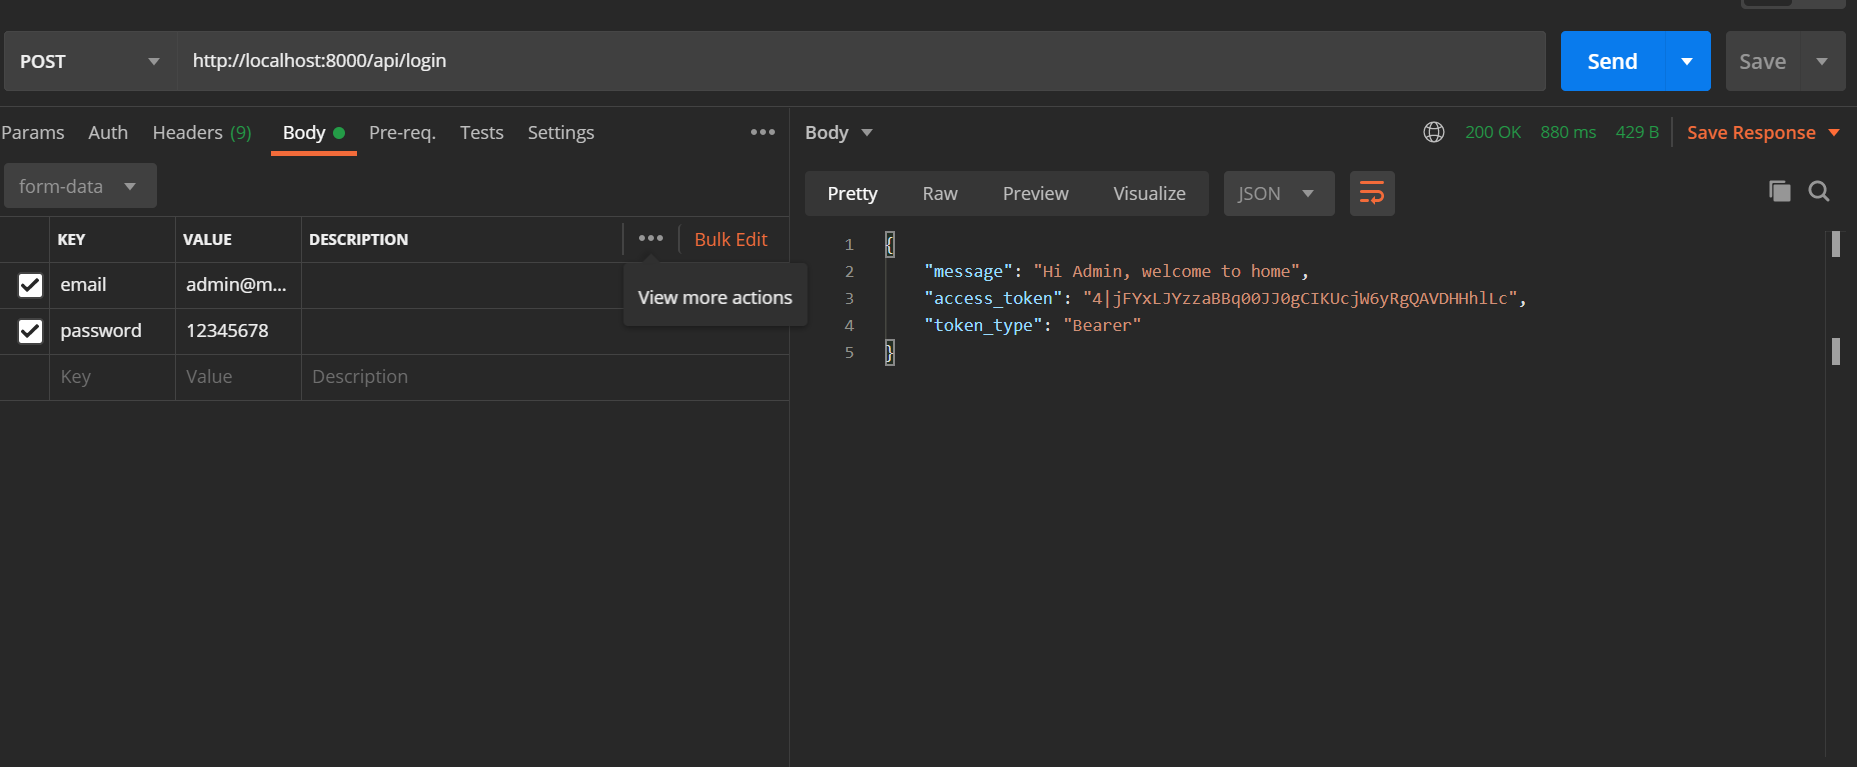 POST http://localhost:8000/api/login Send Save
Params Auth Headers (9) Body Pre-req. Tests Settings
form-data
KEY VALUE DESCRIPTION Bulk Edit
email admin@m...
View more actions
password 12345678
Key Value Description
Body 200 OK 880 ms 429 B Save Response
Pretty Raw Preview Visualize JSON
1 {
2 "message": "Hi Admin, welcome to home",
3 "access_token": "4|jFYxLJYzzaBBq00JJ0gCIKUcjW6yRgQAVDHHhlLc",
4 "token_type": "Bearer"
5 }